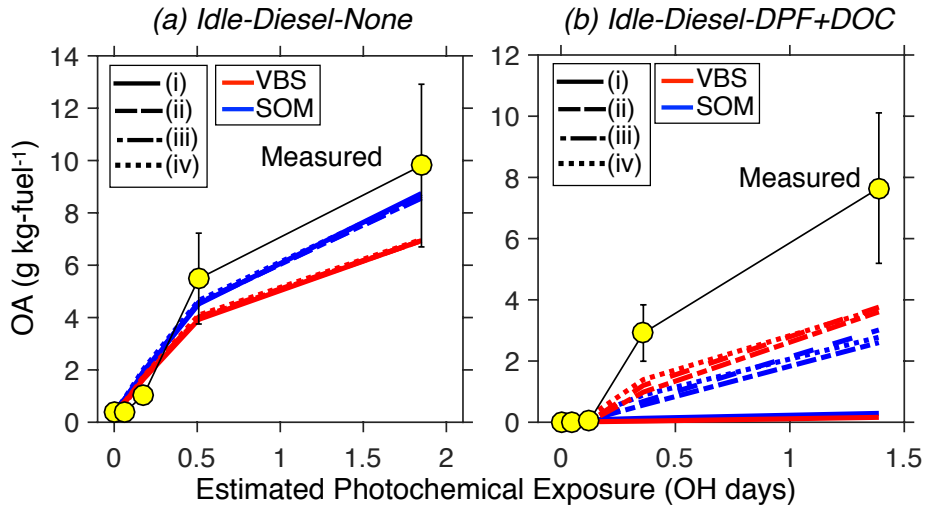 (a) Idle-Diesel-None
(b) Idle-Diesel-DPF+DOC
OA (g kg-fuel⁻¹)
14
12
10
8
6
4
2
0
(i)
(ii)
(iii)
(iv)
VBS
SOM
Measured
0
0.5
1
1.5
2
12
10
8
6
4
2
0
(i)
(ii)
(iii)
(iv)
VBS
SOM
Measured
0
0.5
1
1.5
Estimated Photochemical Exposure (OH days)